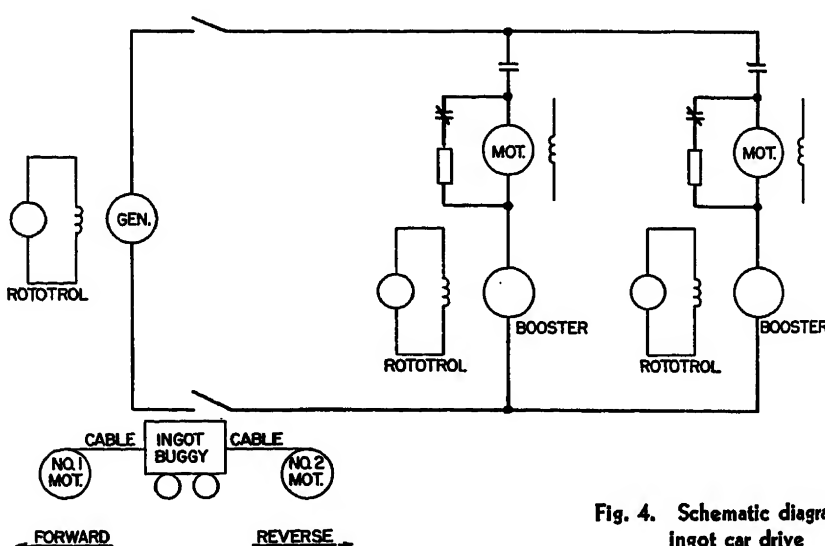 MOT.
MOT.
GEN.
ROTOTROL
BOOSTER
BOOSTER
ROTOTROL
ROTOTROL
CABLE
INGOT
BUGGY
CABLE
NO.1
MOT.
NO.2
MOT.
FORWARD
REVERSE
Fig. 4. Schematic diagra
ingot car drive